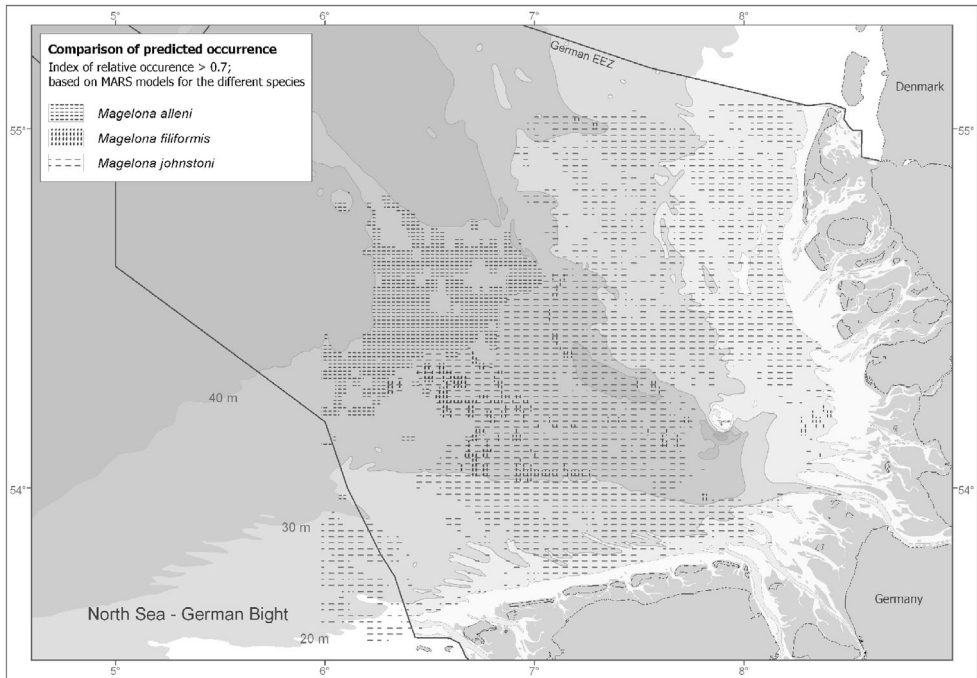 5°
6°
7°
8°
Comparison of predicted occurrence
Index of relative occurence > 0.7;
based on MARS models for the different species
Magelona alleni
Magelona filiformis
Magelona johnstoni
German EEZ
Denmark
55°
55°
40 m
54°
54°
30 m
North Sea - German Bight
20 m
Germany
5°
6°
7°
8°